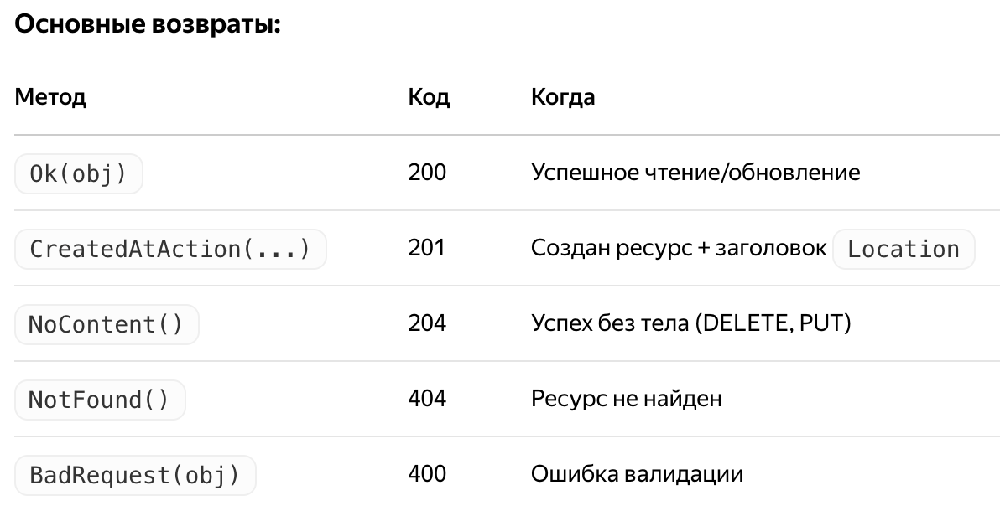 Основные возвраты:
Метод Код Когда
Ok(obj) 200 Успешное чтение/обновление
CreatedAtAction(...) 201 Создан ресурс + заголовок Location
NoContent() 204 Успех без тела (DELETE, PUT)
NotFound() 404 Ресурс не найден
BadRequest(obj) 400 Ошибка валидации